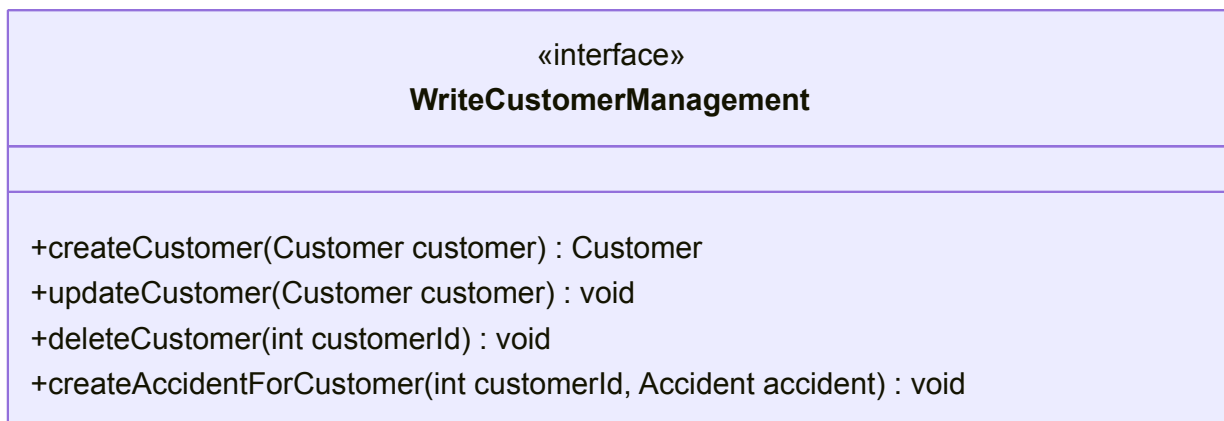 «interface»
WriteCustomerManagement
+createCustomer(Customer customer) : Customer
+updateCustomer(Customer customer) : void
+deleteCustomer(int customerId) : void
+createAccidentForCustomer(int customerId, Accident accident) : void